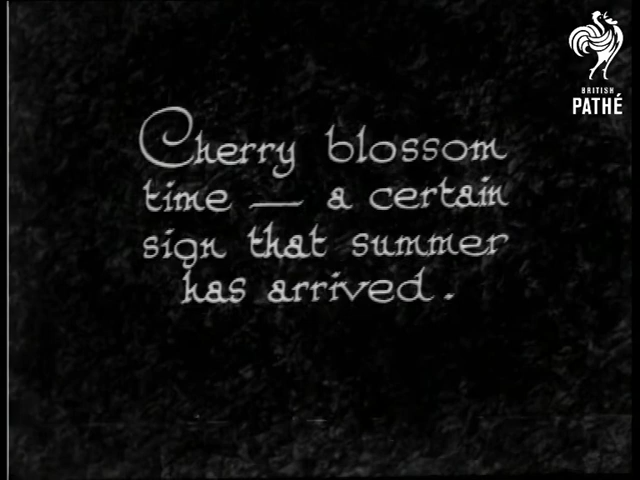 Cherry blossom
time — a certain
sign that summer
has arrived.
BRITISH
PATHÉ